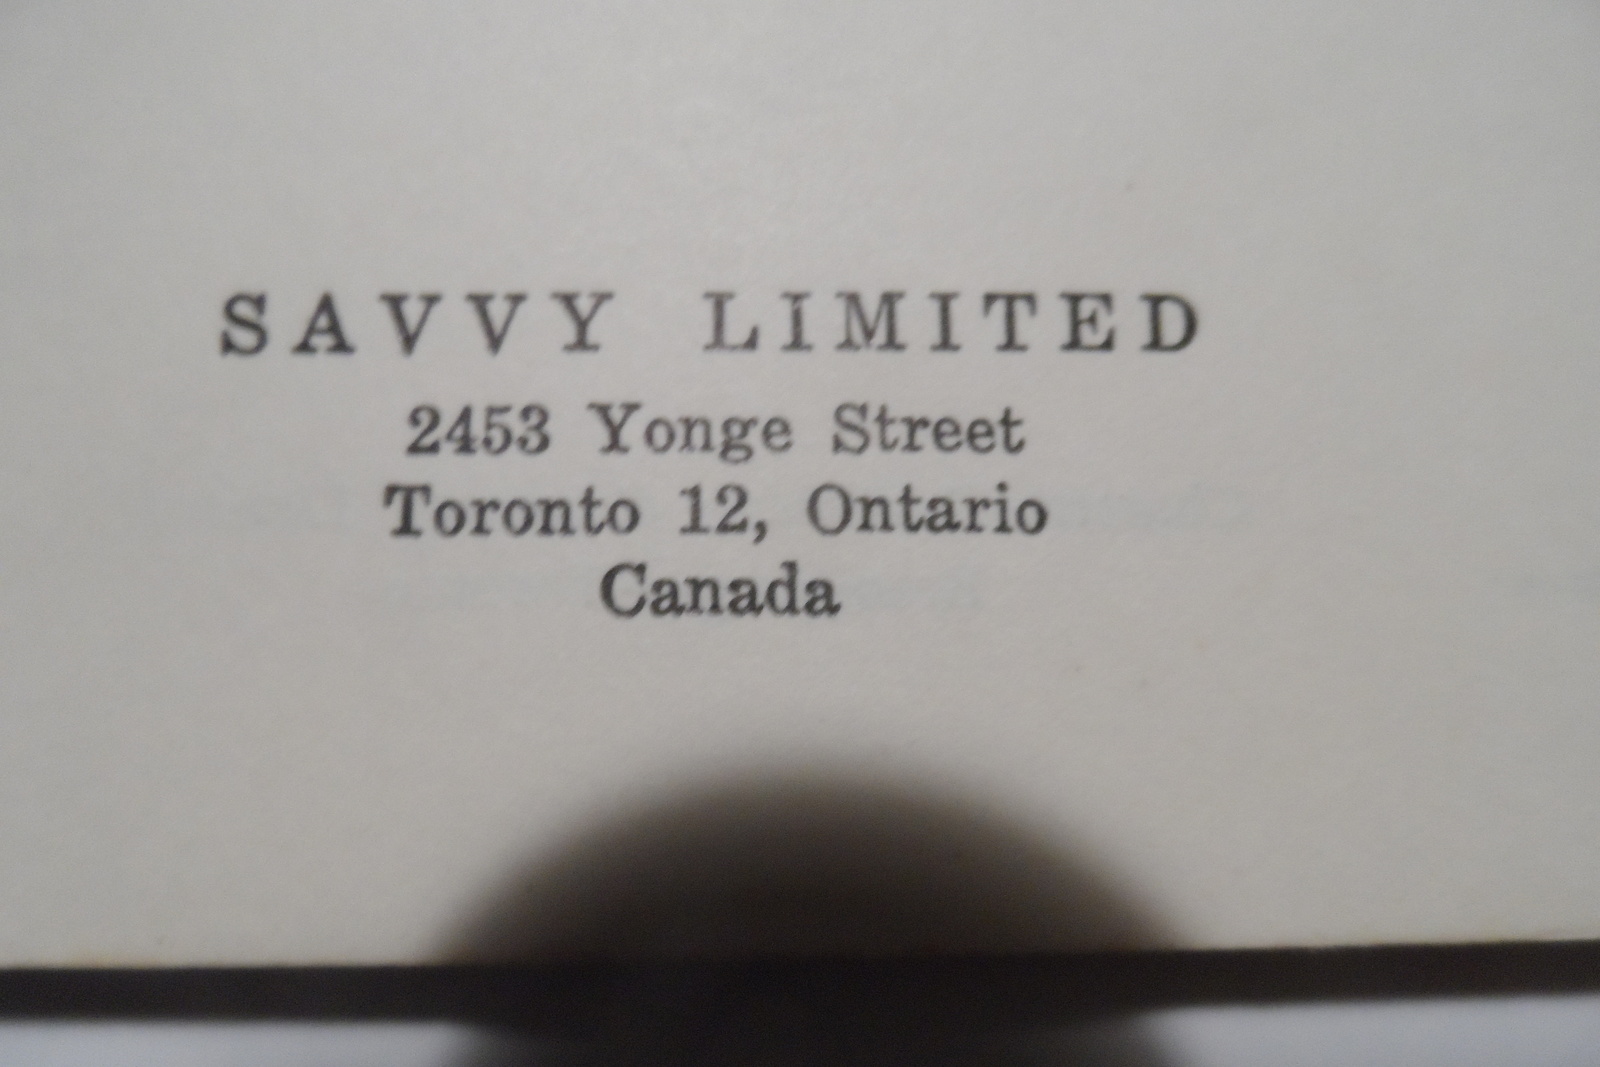 SAVVY LIMITED
2453 Yonge Street
Toronto 12, Ontario
Canada